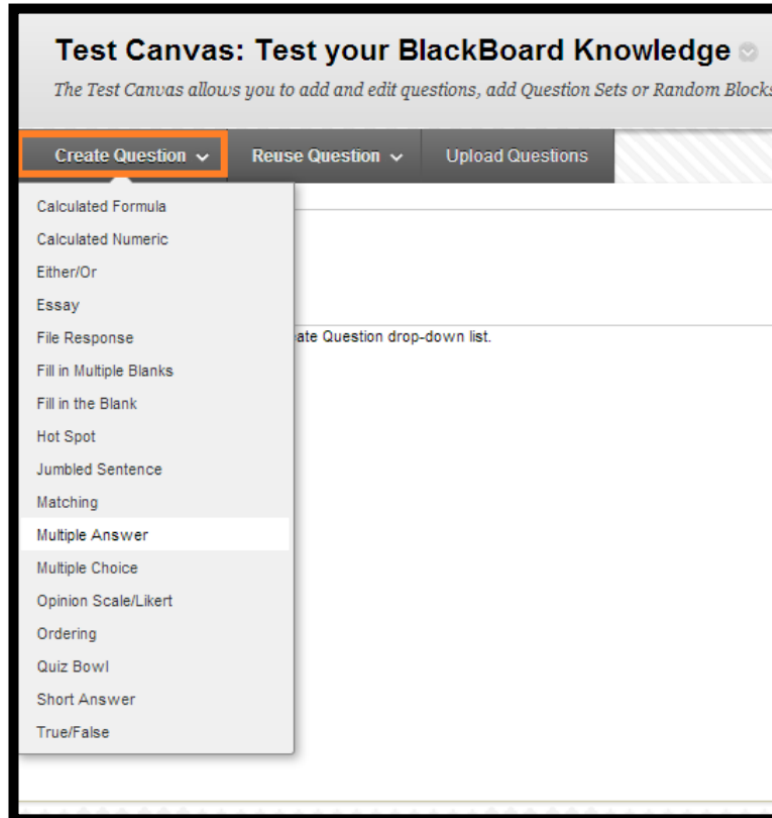 Test Canvas: Test your BlackBoard Knowledge
The Test Canvas allows you to add and edit questions, add Question Sets or Random Blocks
Create Question Reuse Question Upload Questions
Calculated Formula
Calculated Numeric
Either/Or
Essay
File Response
ate Question drop-down list.
Fill in Multiple Blanks
Fill in the Blank
Hot Spot
Jumbled Sentence
Matching
Multiple Answer
Multiple Choice
Opinion Scale/Likert
Ordering
Quiz Bowl
Short Answer
True/False